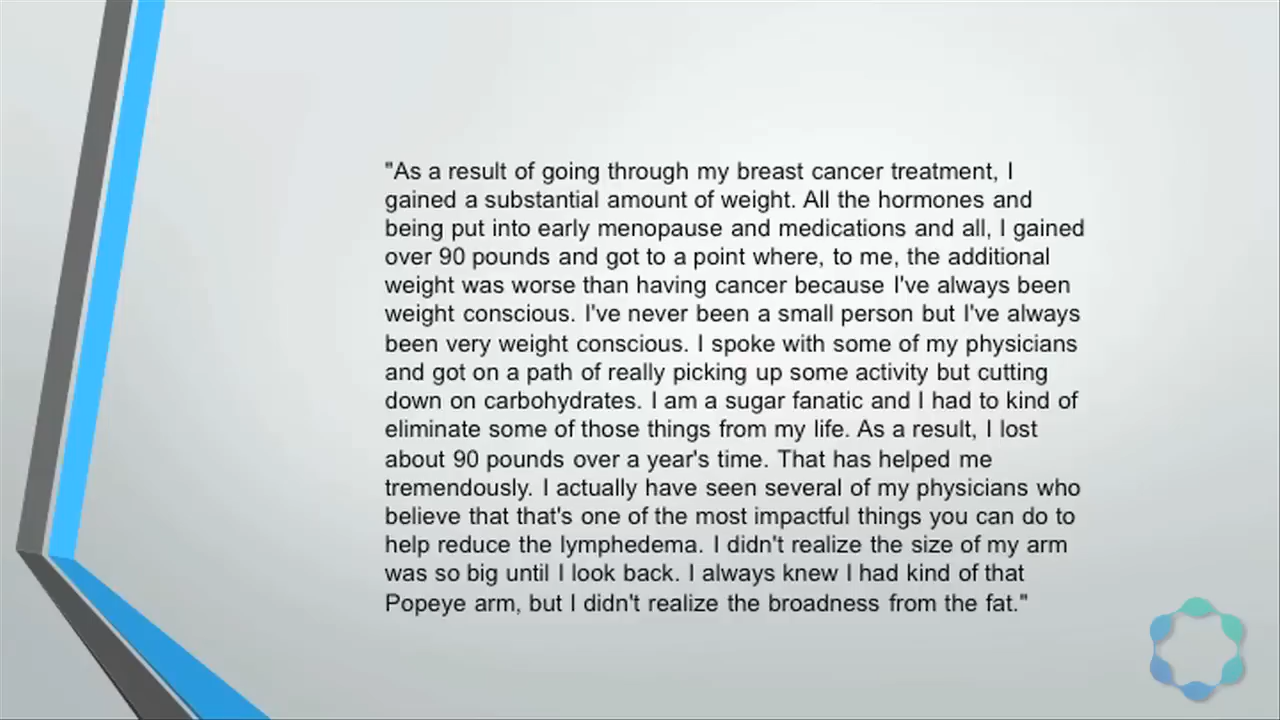 "As a result of going through my breast cancer treatment, I
gained a substantial amount of weight. All the hormones and
being put into early menopause and medications and all, I gained
over 90 pounds and got to a point where, to me, the additional
weight was worse than having cancer because I've always been
weight conscious. I've never been a small person but I've always
been very weight conscious. I spoke with some of my physicians
and got on a path of really picking up some activity but cutting
down on carbohydrates. I am a sugar fanatic and I had to kind of
eliminate some of those things from my life. As a result, I lost
about 90 pounds over a year's time. That has helped me
tremendously. I actually have seen several of my physicians who
believe that that's one of the most impactful things you can do to
help reduce the lymphedema. I didn't realize the size of my arm
was so big until I look back. I always knew I had kind of that
Popeye arm, but I didn't realize the broadness from the fat."